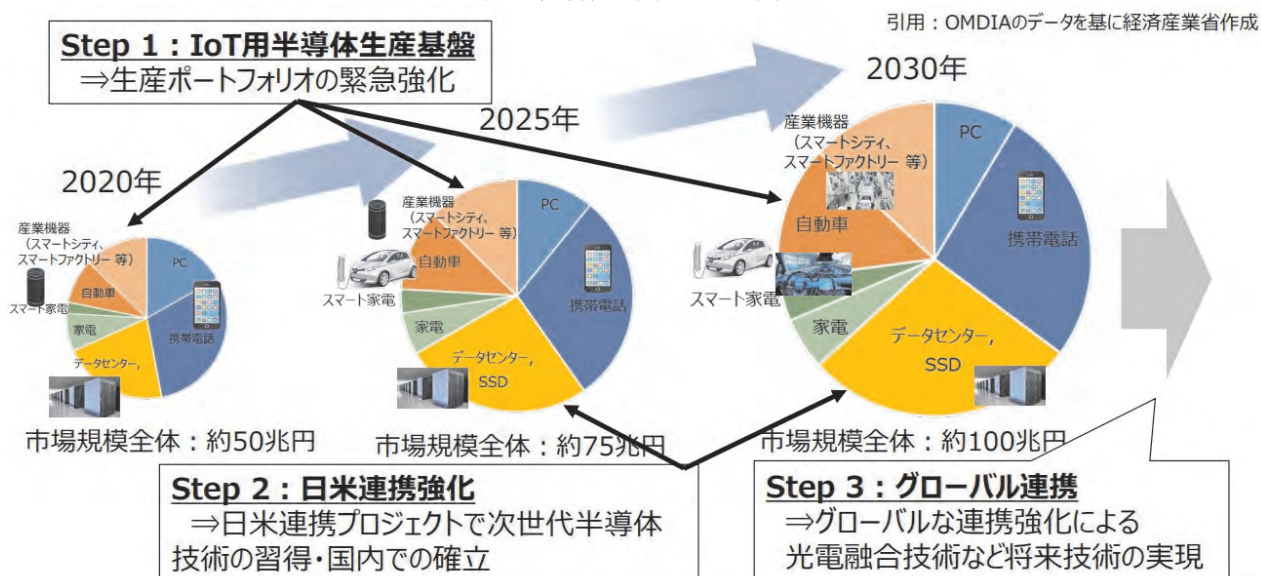 引用：OMDIAのデータを基に経済産業省作成
Step 1：IoT用半導体生産基盤
⇒生産ポートフォリオの緊急強化
2020年
産業機器
（スマートシティ、
スマートファクトリー 等）
PC
自動車
スマート家電
家電
携帯電話
データセンター,
市場規模全体：約50兆円
2025年
産業機器
（スマートシティ、
スマートファクトリー 等）
PC
自動車
スマート家電
家電
携帯電話
データセンター,
SSD
市場規模全体：約75兆円
2030年
産業機器
（スマートシティ、
スマートファクトリー 等）
PC
自動車
スマート家電
家電
携帯電話
データセンター,
SSD
市場規模全体：約100兆円
Step 2：日米連携強化
⇒日米連携プロジェクトで次世代半導体
技術の習得・国内での確立
Step 3：グローバル連携
⇒グローバルな連携強化による
光電融合技術など将来技術の実現